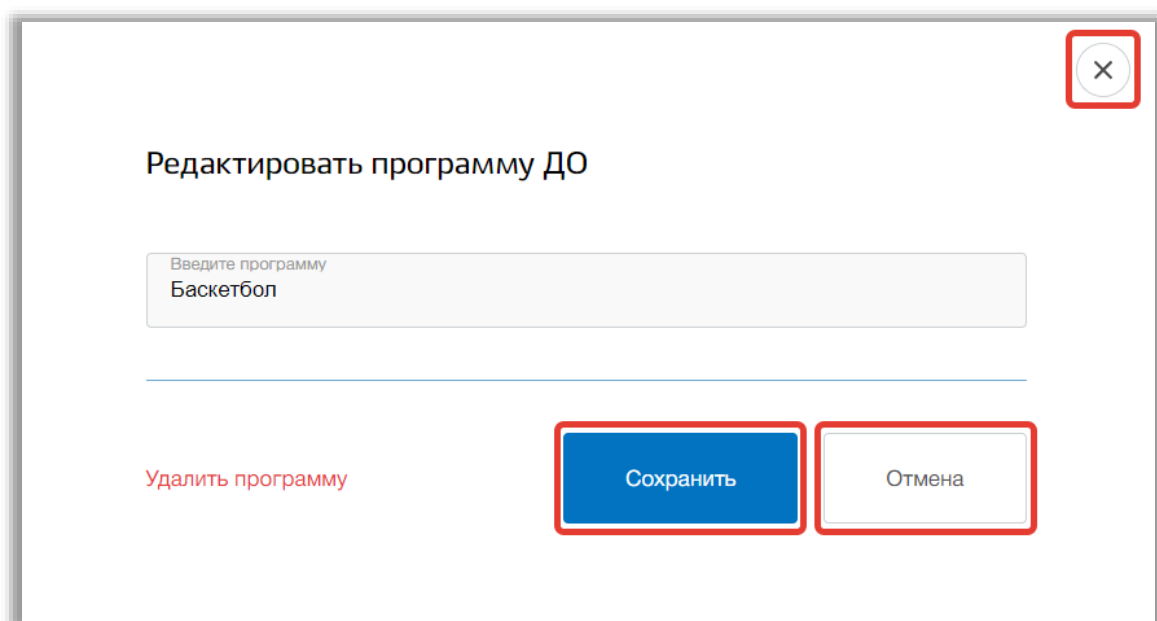 Редактировать программу ДО
Введите программу
Баскетбол
Удалить программу
Сохранить
Отмена